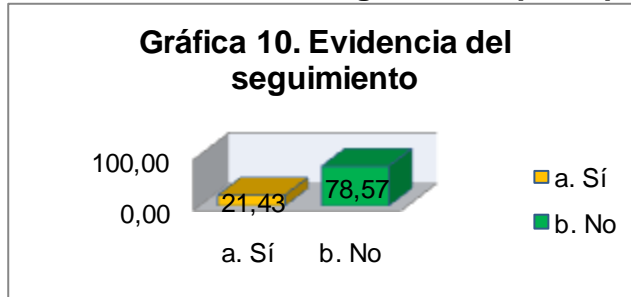 Gráfica 10. Evidencia del
seguimiento
100,00
0,00
21,43
78,57
a. Sí
b. No
a. Sí
b. No